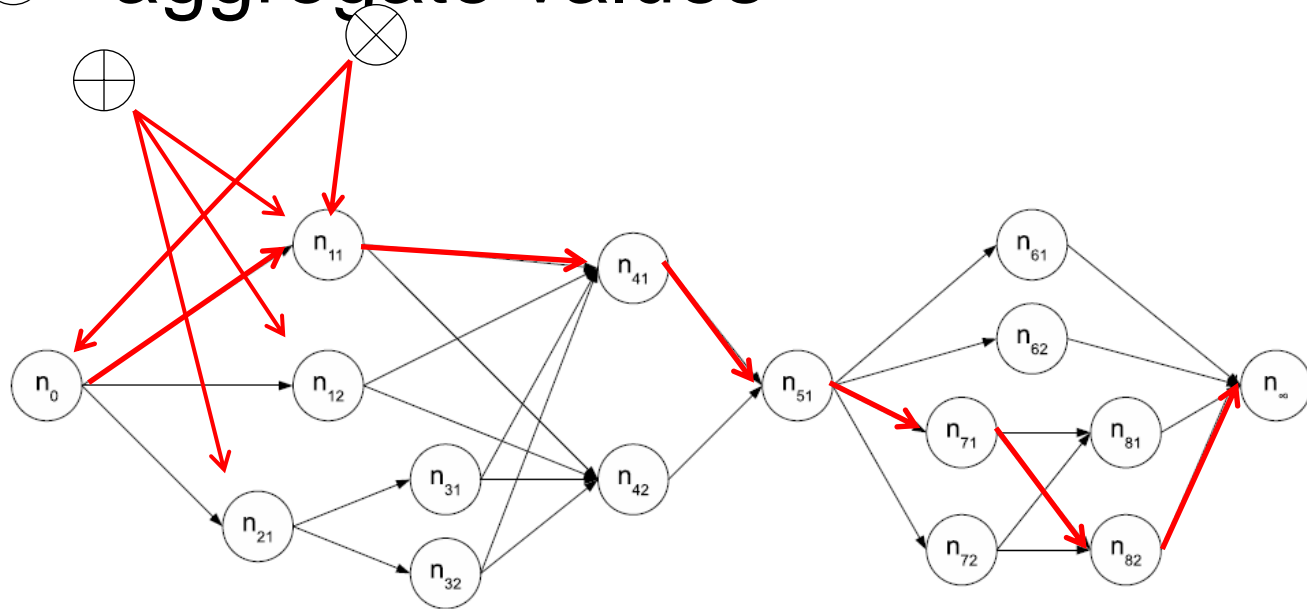 aggregate values
n₁₁
n₆₁
n₄₁
n₆₂
n₀
n₁₂
n₅₁
n∞
n₇₁
n₈₁
n₃₁
n₄₂
n₂₁
n₇₂
n₈₂
n₃₂